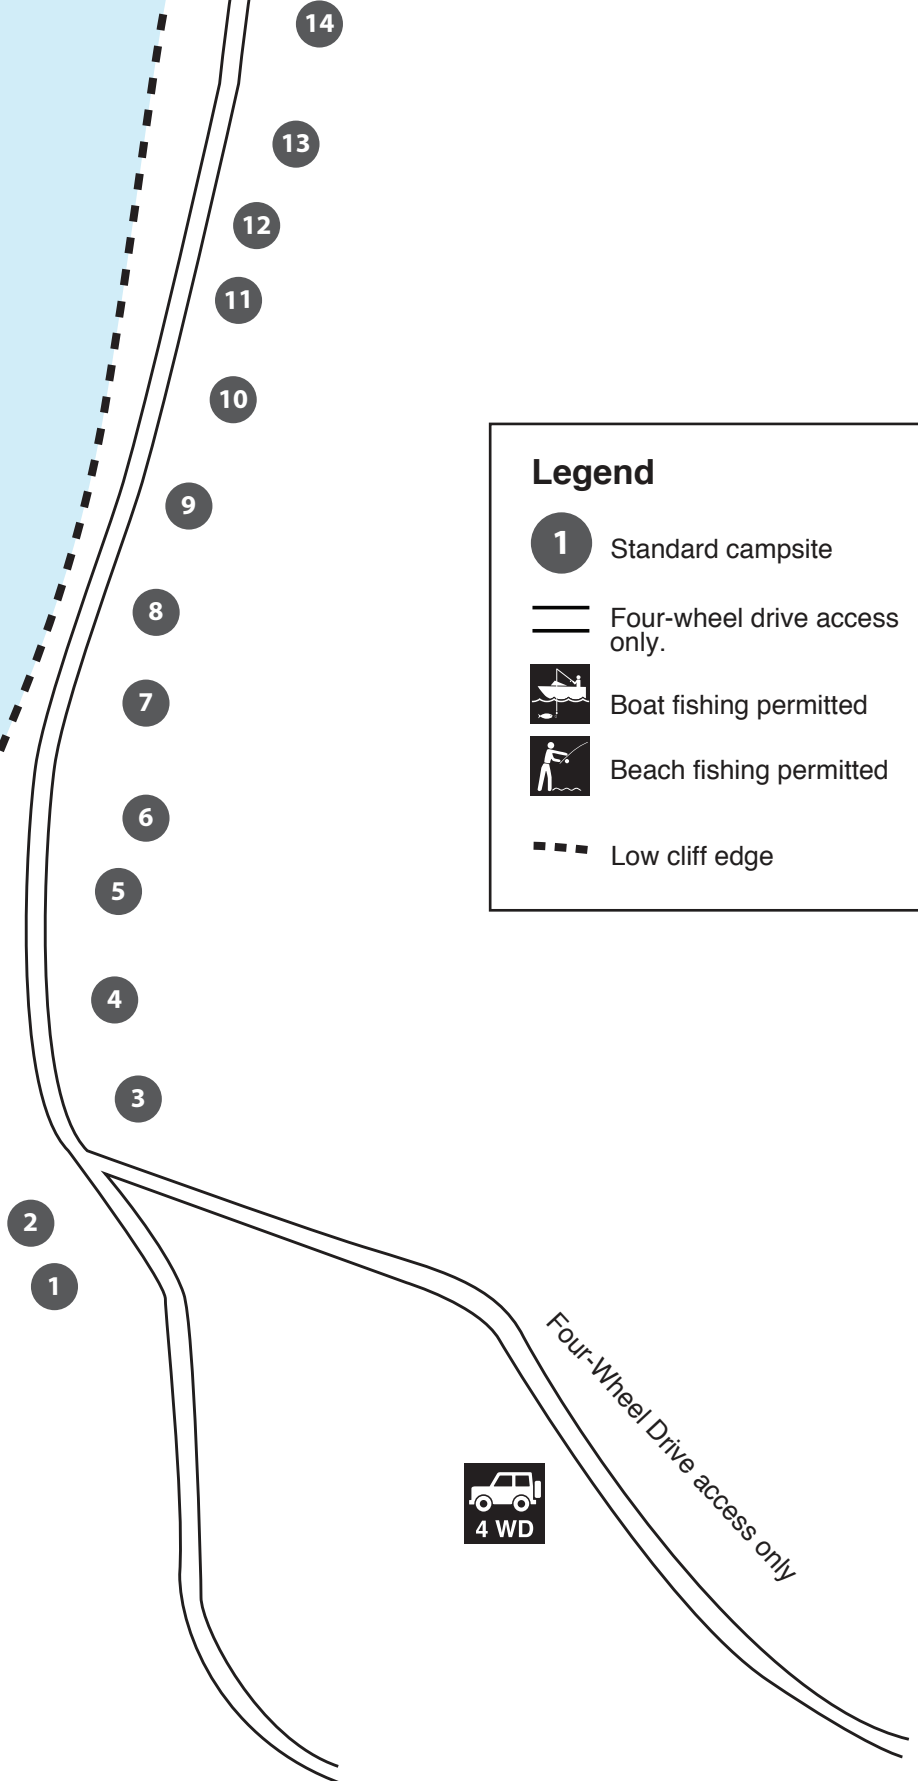 14
13
12
11
10
9
8
7
6
5
4
3
2
1
Legend
1
Standard campsite
Four-wheel drive access
only.
Boat fishing permitted
Beach fishing permitted
Low cliff edge
Four-Wheel Drive access only
4 WD